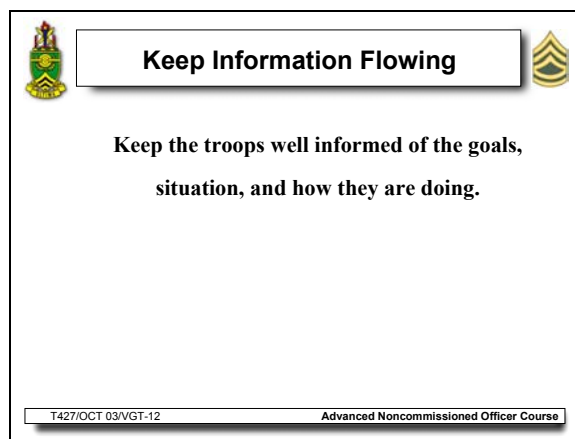 Keep Information Flowing
Keep the troops well informed of the goals,
situation, and how they are doing.
T427/OCT 03/VGT-12 Advanced Noncommissioned Officer Course